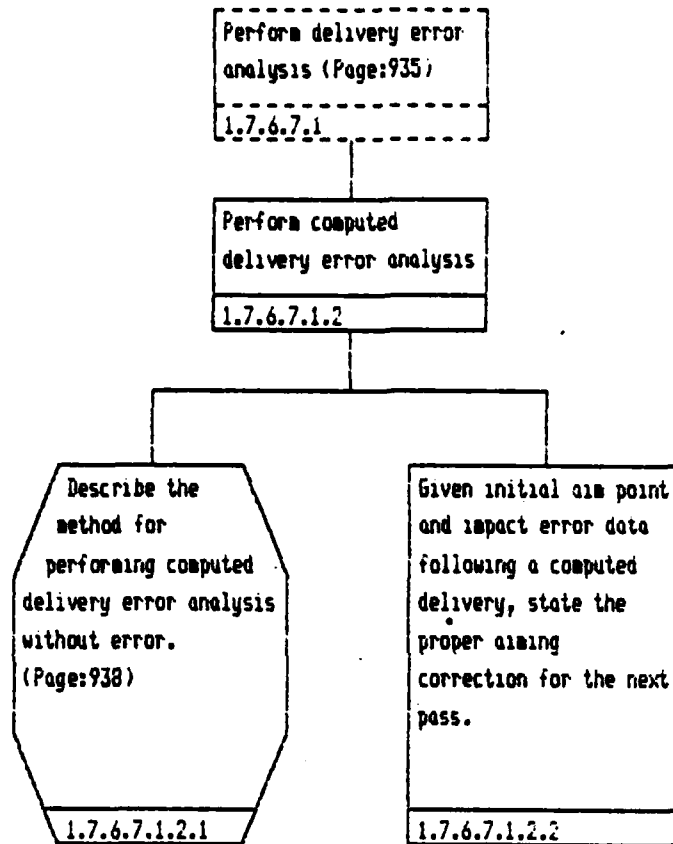 Perform delivery error
analysis (Page:935)
1.7.6.7.1
Perform computed
delivery error analysis
1.7.6.7.1.2
Describe the
method for
performing computed
delivery error analysis
without error.
(Page:938)
1.7.6.7.1.2.1
Given initial aim point
and impact error data
following a computed
delivery, state the
proper aiming
correction for the next
pass.
1.7.6.7.1.2.2